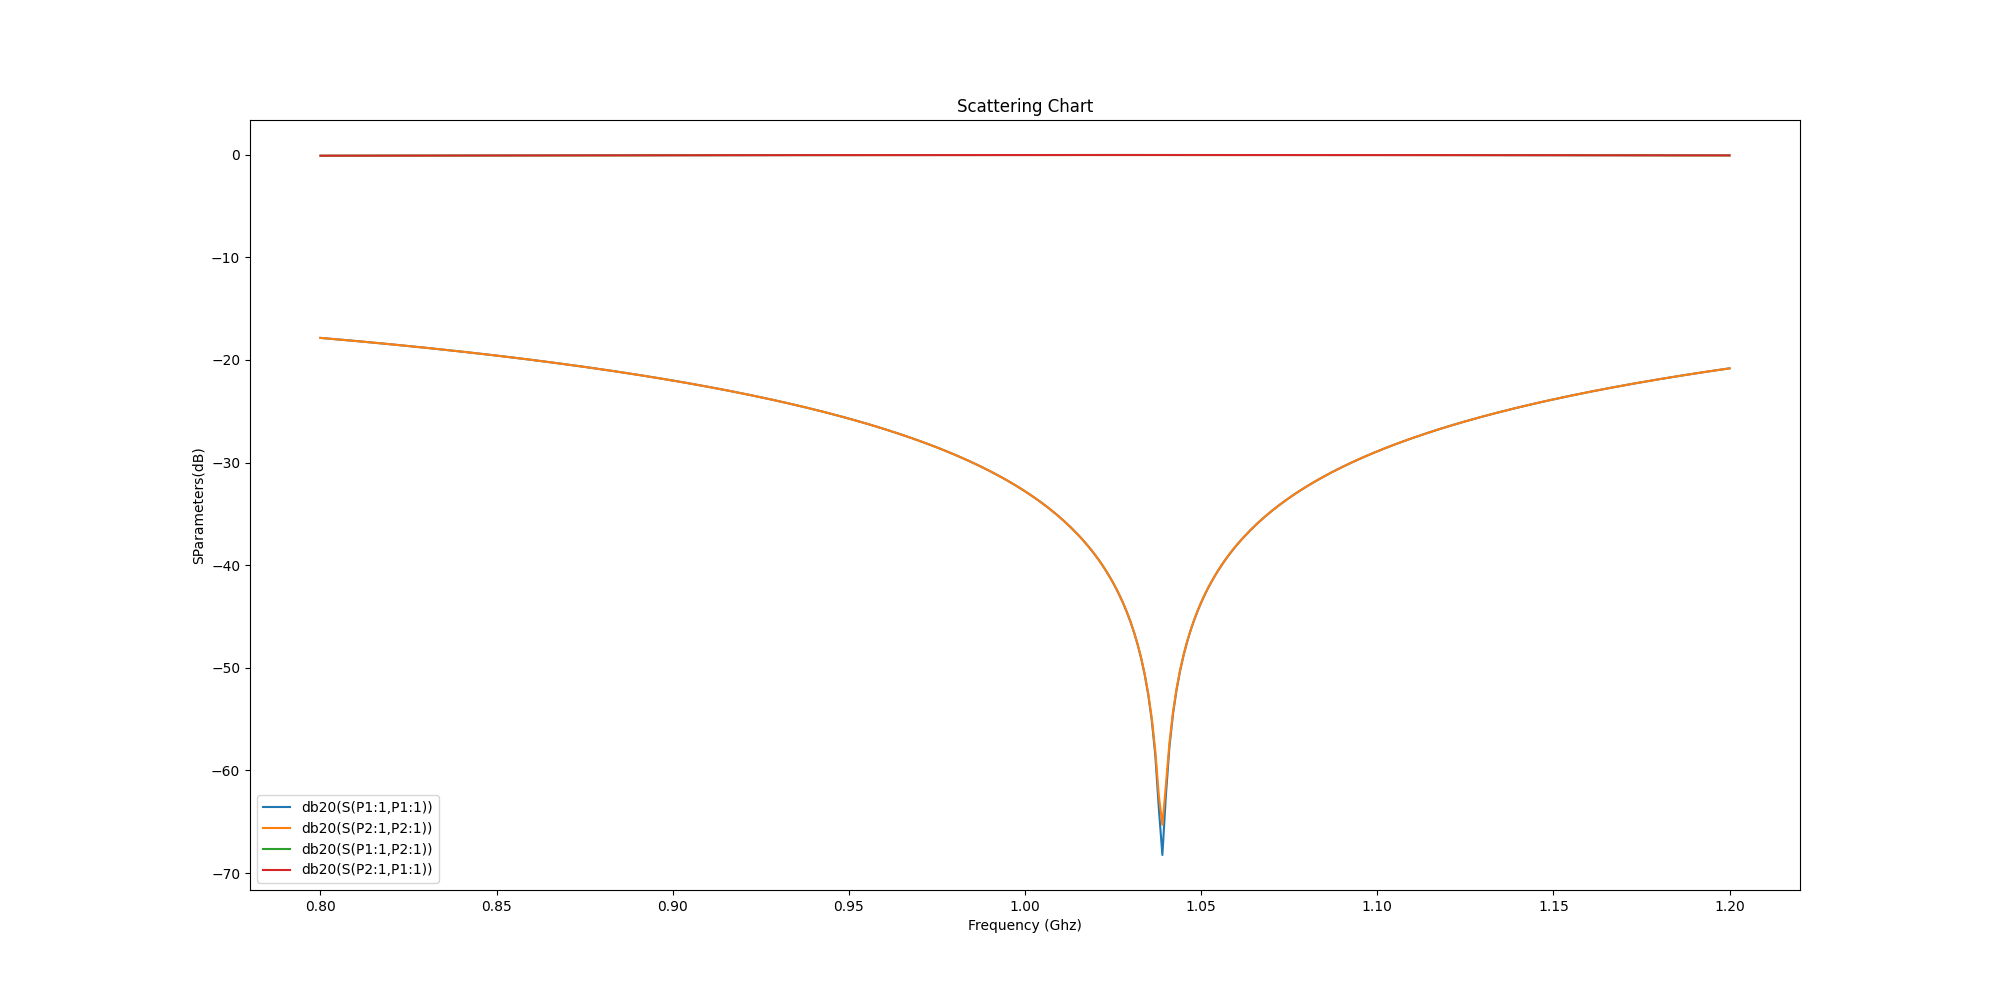 Scattering Chart
0
−10
−20
−30
−40
−50
−60
−70
SParameters(dB)
db20(S(P1:1,P1:1))
db20(S(P2:1,P2:1))
db20(S(P1:1,P2:1))
db20(S(P2:1,P1:1))
0.80 0.85 0.90 0.95 1.00 1.05 1.10 1.15 1.20
Frequency (Ghz)